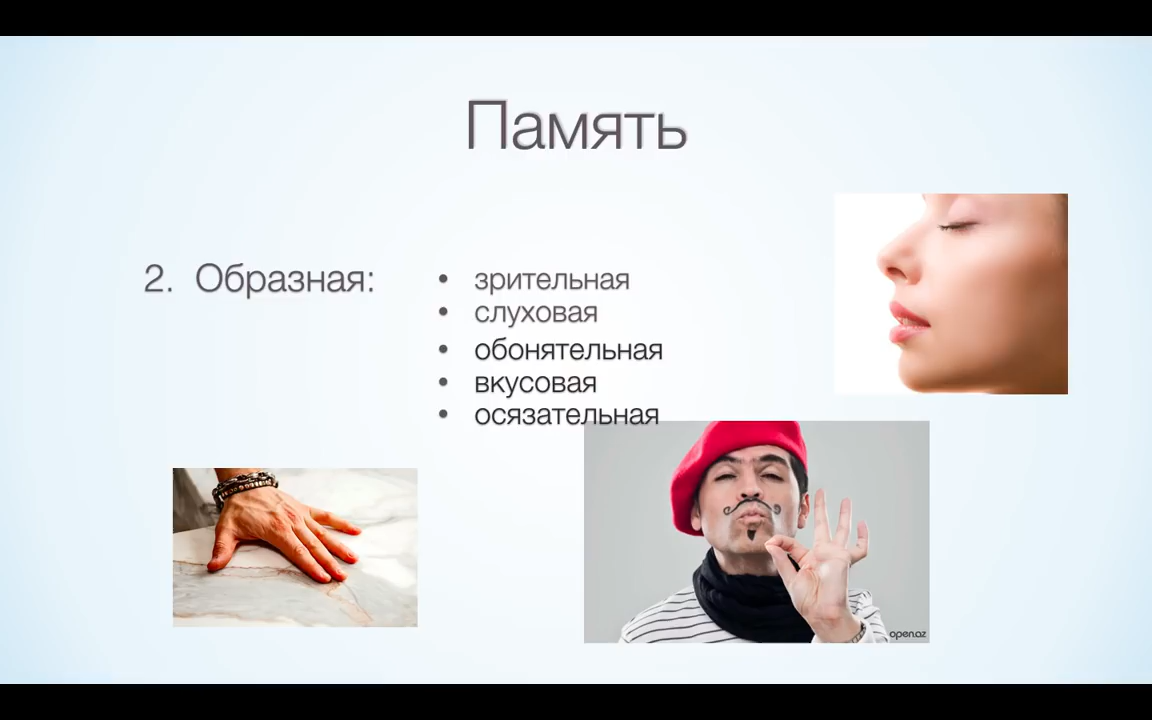 Память
2. Образная:
• зрительная
• слуховая
• обонятельная
• вкусовая
• осязательная
open.az